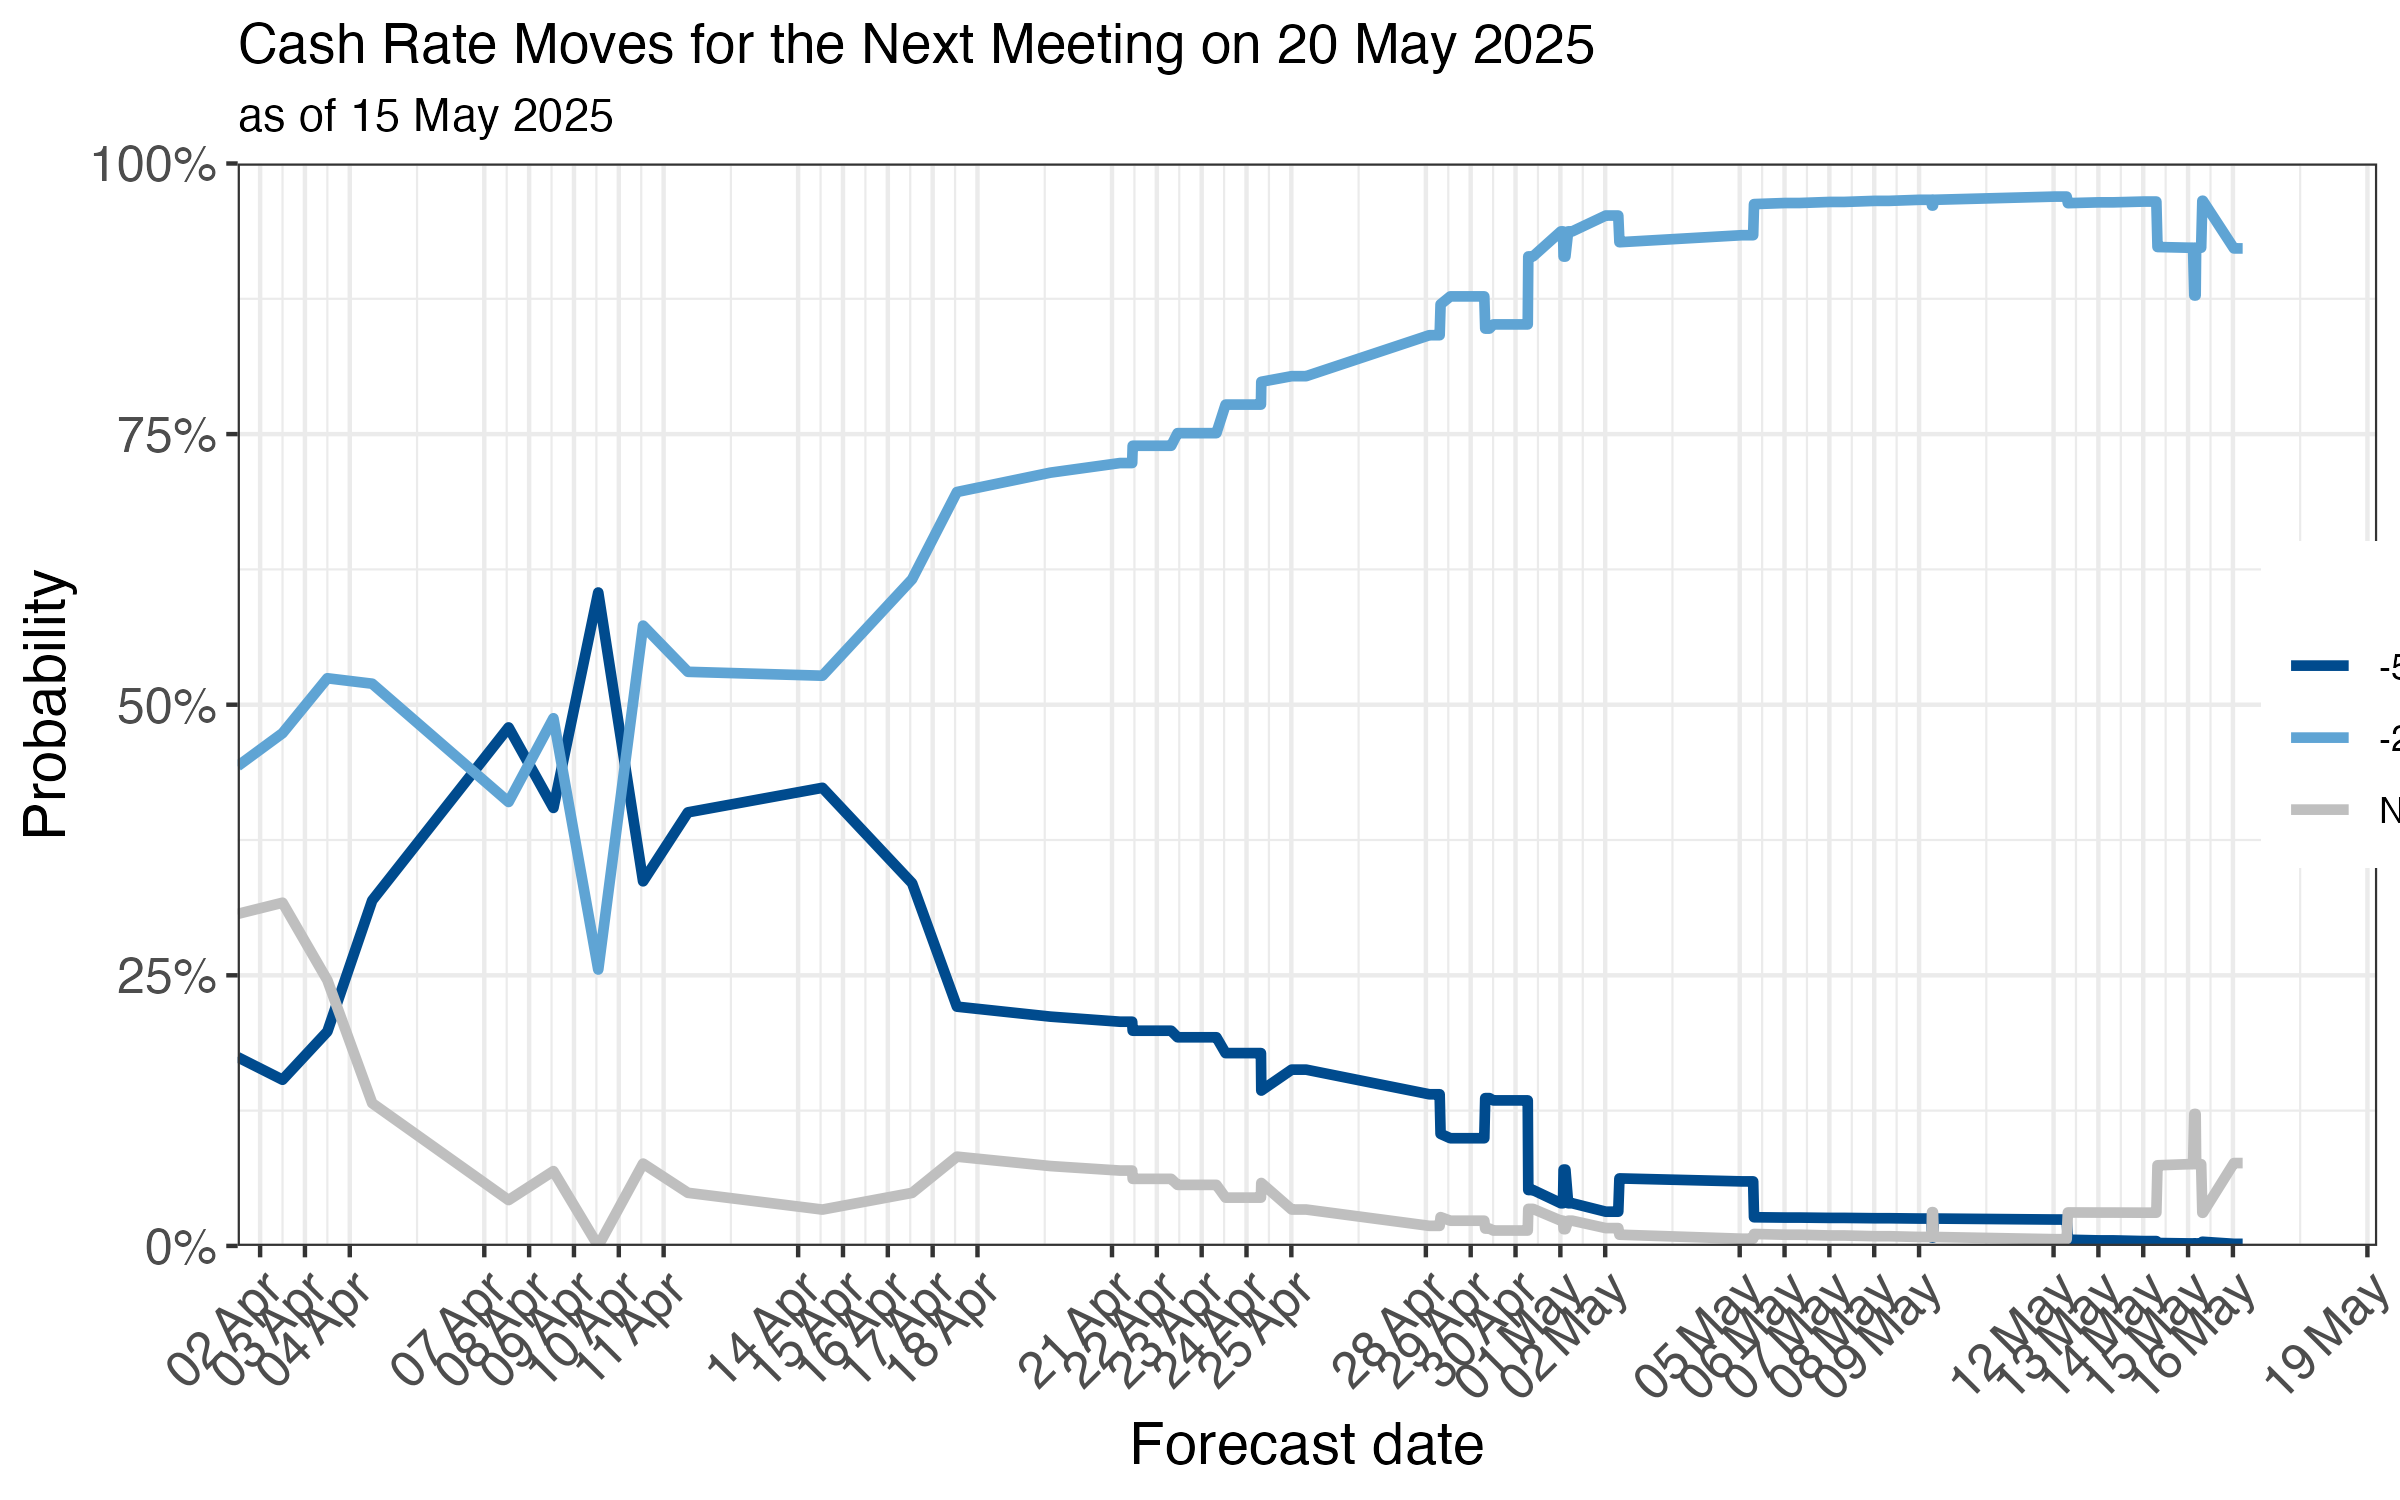 Cash Rate Moves for the Next Meeting on 20 May 2025
as of 15 May 2025
100%
75%
50%
25%
0%
Probability
-5
-2
N
02 Apr
03 Apr
04 Apr
07 Apr
08 Apr
09 Apr
10 Apr
11 Apr
14 Apr
15 Apr
16 Apr
17 Apr
18 Apr
21 Apr
22 Apr
23 Apr
24 Apr
25 Apr
28 Apr
29 Apr
30 Apr
01 May
02 May
05 May
06 May
07 May
08 May
09 May
12 May
13 May
14 May
15 May
16 May
19 May
Forecast date